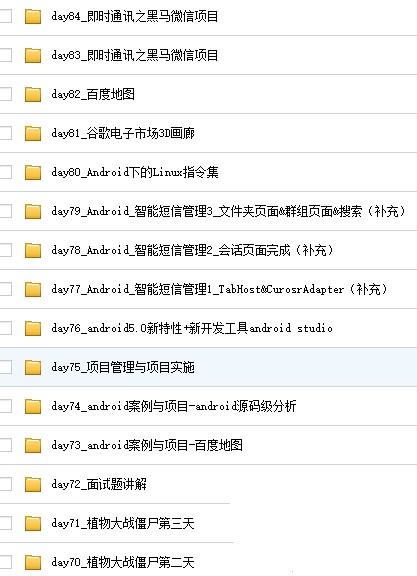 day84_即时通讯之黑马微信项目
day83_即时通讯之黑马微信项目
day82_百度地图
day81_谷歌电子市场3D画廊
day80_Android下的Linux指令集
day79_Android_智能短信管理3_文件夹页面&群组页面&搜索（补充）
day78_Android_智能短信管理2_会话页面完成（补充）
day77_Android_智能短信管理1_TabHost&CurosrAdapter（补充）
day76_android5.0新特性+新开发工具android studio
day75_项目管理与项目实施
day74_android案例与项目-android源码级分析
day73_android案例与项目-百度地图
day72_面试题讲解
day71_植物大战僵尸第三天
day70_植物大战僵尸第二天